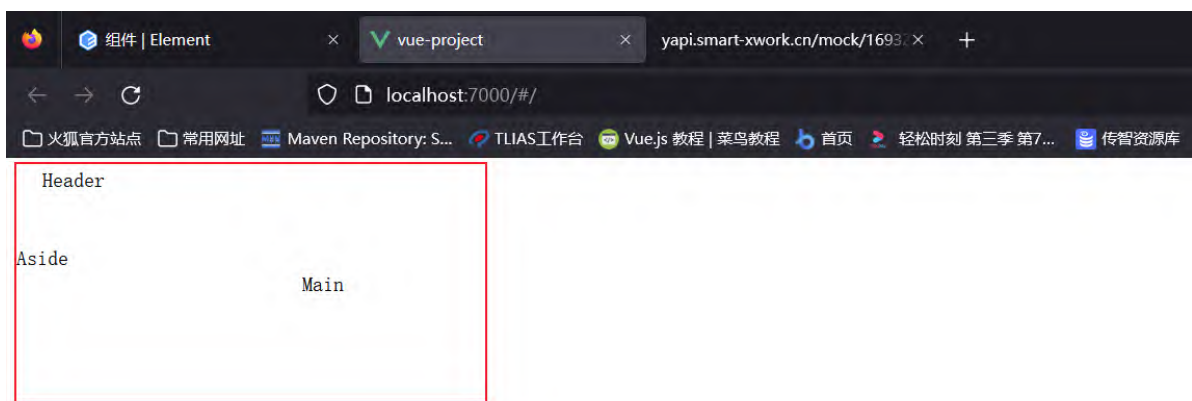 组件 | Element
vue-project
yapi.smart-xwork.cn/mock/1693
localhost:7000/#/
火狐官方站点 常用网址 Maven Repository: S... TLIAS工作台 Vue.js 教程 | 菜鸟教程 首页 轻松时刻 第三季 第7... 传智资源库
Header
Aside
Main